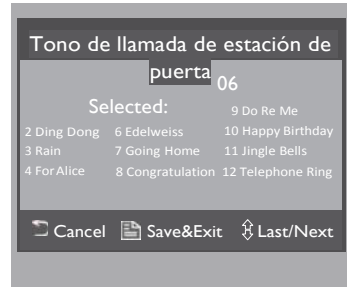 Tono de llamada de estación de
puerta
06
Selected:
9 Do Re Me
2 Ding Dong 6 Edelweiss 10 Happy Birthday
3 Rain 7 Going Home 11 Jingle Bells
4 For Alice 8 Congratulation 12 Telephone Ring
Cancel Save&Exit Last/Next